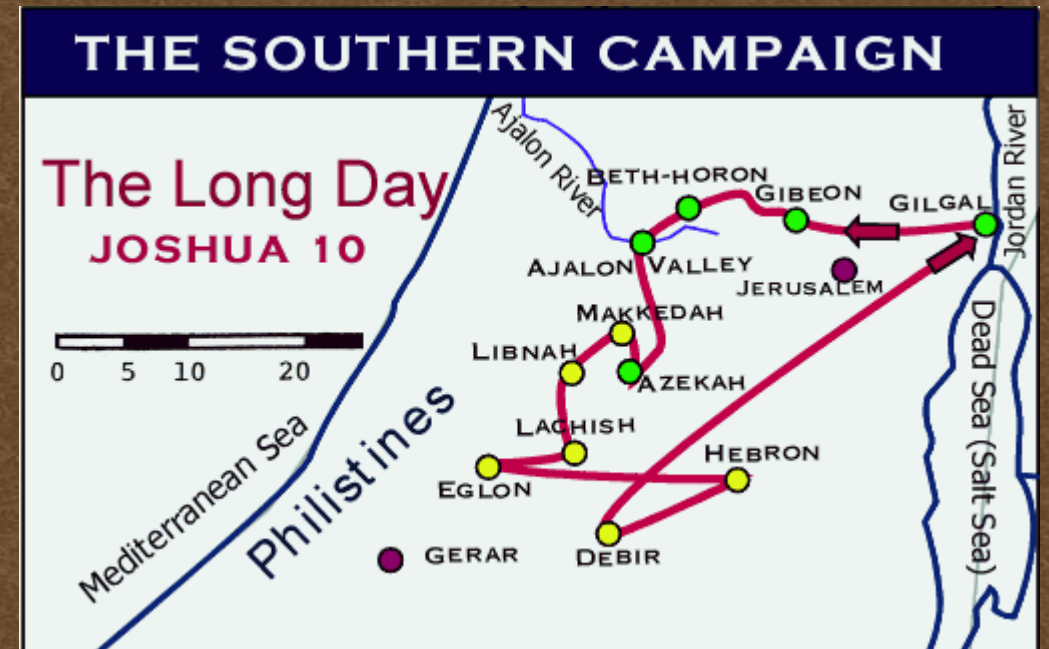 THE SOUTHERN CAMPAIGN
The Long Day
JOSHUA 10
0 5 10 20
Ajalon River
BETH-HORON
GIBEON
GILGAL
Jordan River
AJALON VALLEY
JERUSALEM
MAKKEDAH
LIBNAH
AZEKAH
LACHISH
HEBRON
EGLON
DEBIR
GERAR
Mediterranean Sea
Philistines
Dead Sea (Salt Sea)